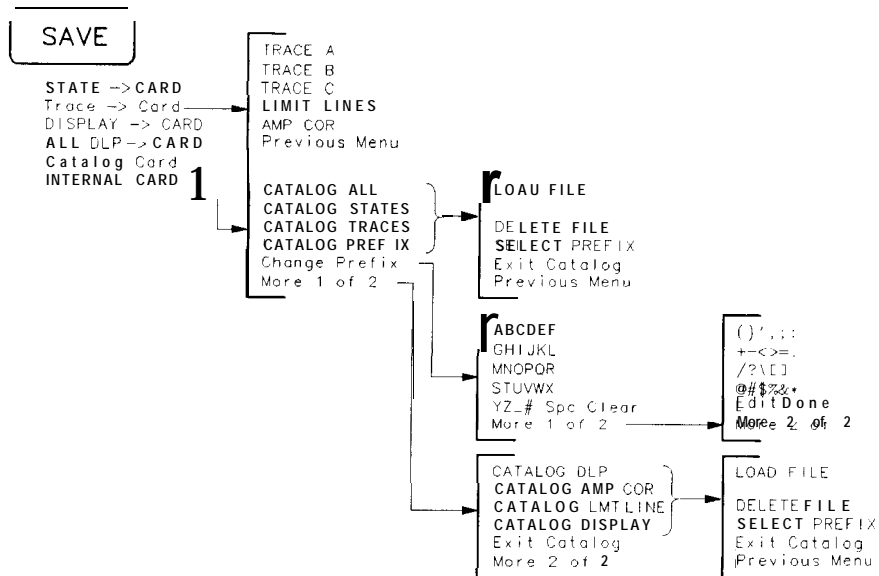 SAVE
STATE -> CARD
Trace -> Card
DISPLAY -> CARD
ALL DLP -> CARD
Catalog Card
INTERNAL CARD
TRACE A
TRACE B
TRACE C
LIMIT LINES
AMP COR
Previous Menu
CATALOG ALL
CATALOG STATES
CATALOG TRACES
CATALOG PREFIX
Change Prefix
More 1 of 2
LOAU FILE
DELETE FILE
SELECT PREFIX
Exit Catalog
Previous Menu
ABCDEF
GHIJKL
MNOPQR
STUVWX
YZ_# Spc Clear
More 1 of 2
()',;:
+-<>=.
/?\[]
@#$%&*
Edit Done
More 2 of 2
CATALOG DLP
CATALOG AMP COR
CATALOG LMTLINE
CATALOG DISPLAY
Exit Catalog
More 2 of 2
LOAD FILE
DELETE FILE
SELECT PREFIX
Exit Catalog
Previous Menu